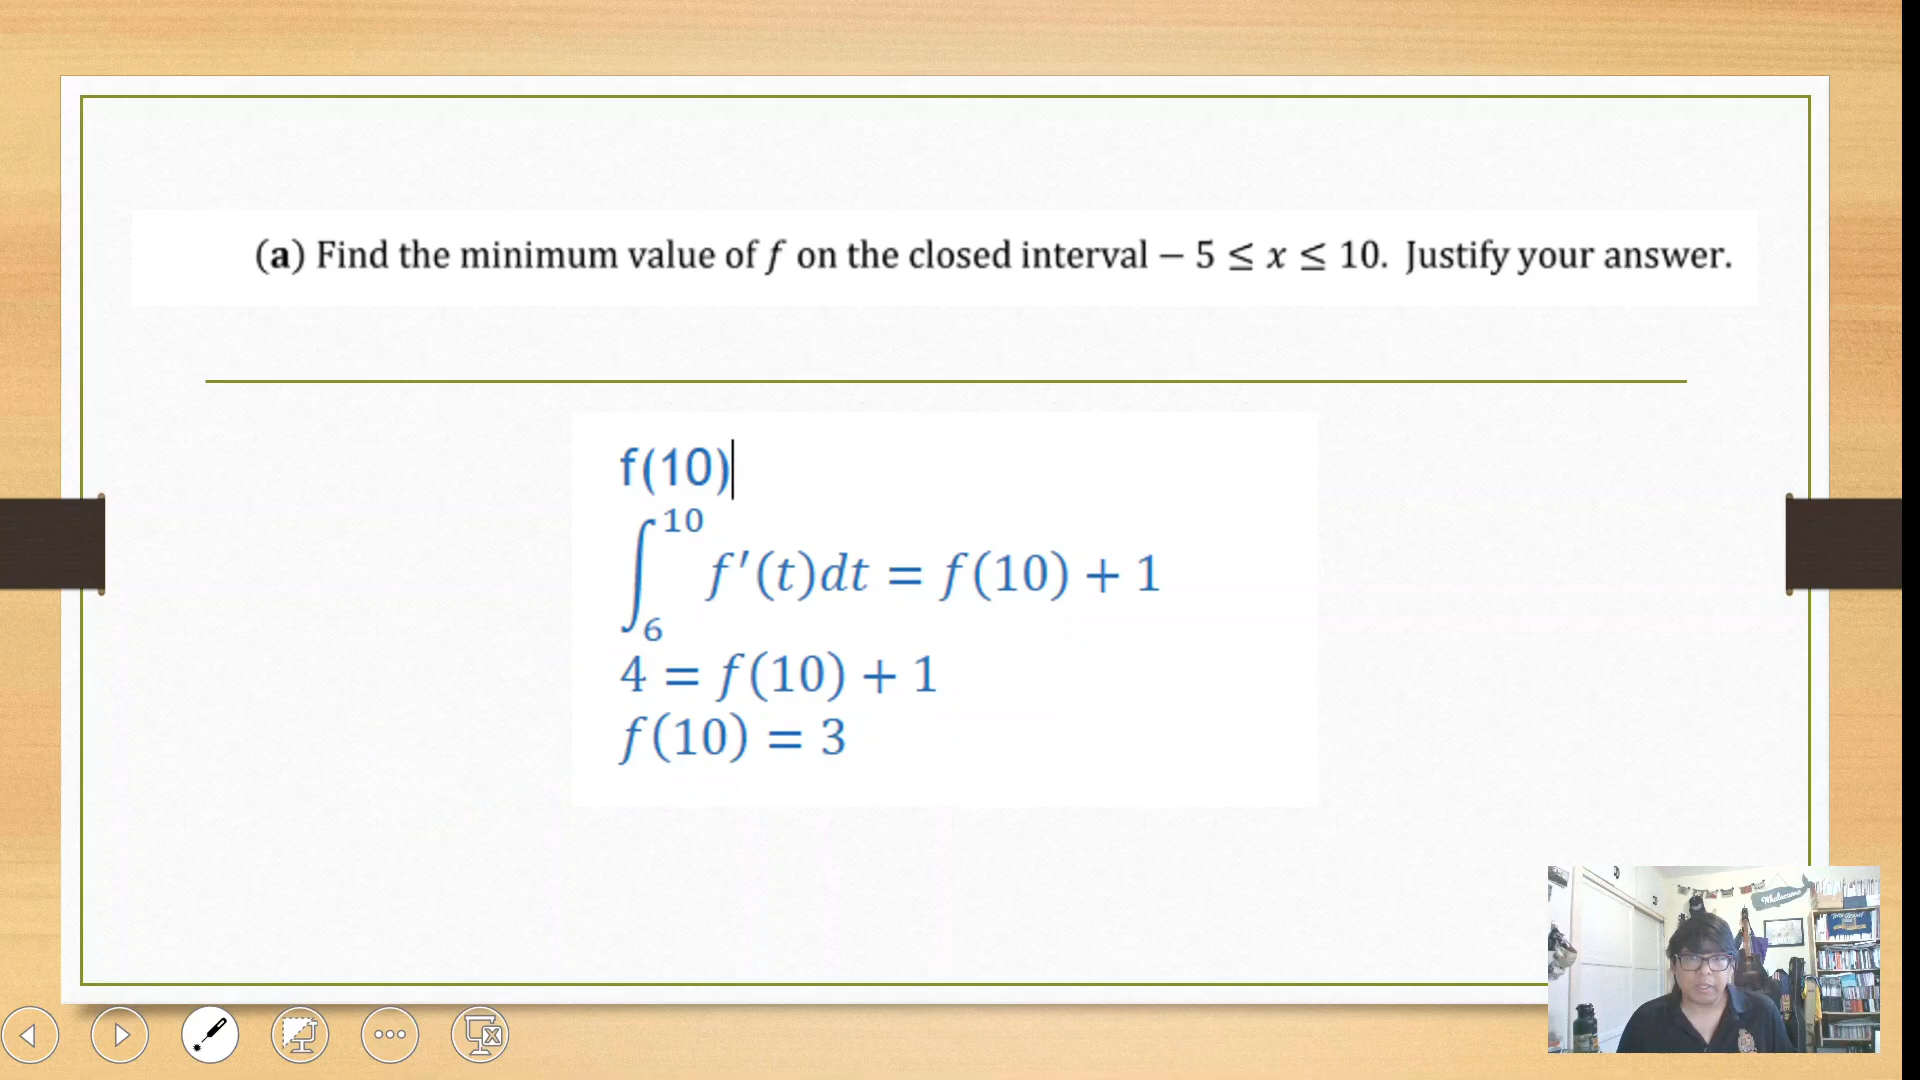 (a) Find the minimum value of f on the closed interval − 5 ≤ x ≤ 10. Justify your answer.
f(10)
∫₆¹⁰ f′(t)dt = f(10) + 1
4 = f(10) + 1
f(10) = 3